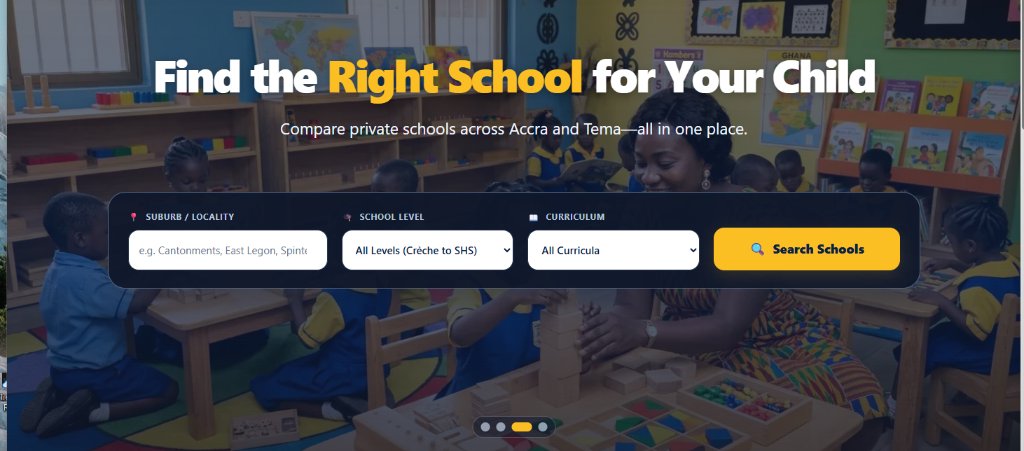 Find the Right School for Your Child
Compare private schools across Accra and Tema—all in one place.
SUBURB / LOCALITY
SCHOOL LEVEL
CURRICULUM
e.g. Cantonments, East Legon, Spinte
All Levels (Crèche to SHS)
All Curricula
Search Schools
GHANA